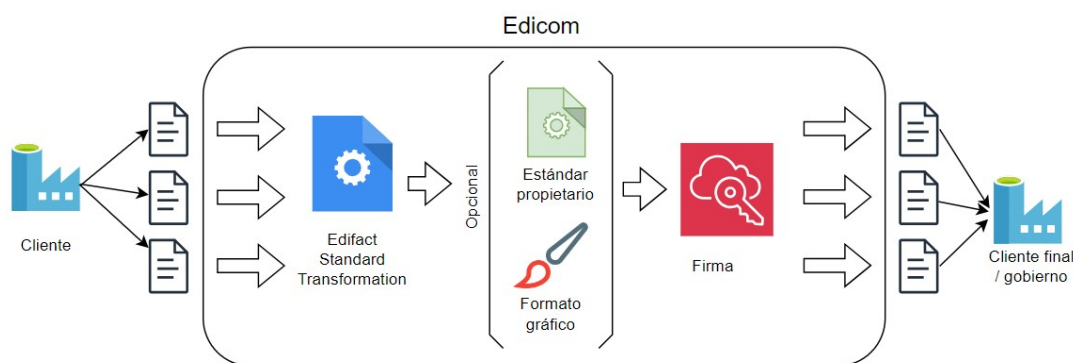 Edicom
Cliente
Edifact
Standard
Transformation
Opcional
Estándar
propietario
Formato
gráfico
Firma
Cliente final
/ gobierno